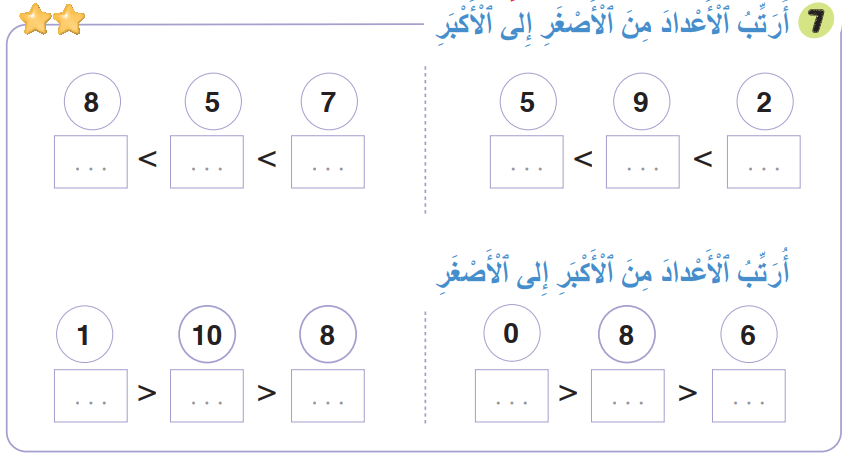 7 أُرَتِّبُ ٱلْأَعْدادَ مِنَ ٱلْأَصْغَرِ إِلى ٱلْأَكْبَرِ
8 5 7
... < ... < ...
5 9 2
... < ... < ...
أُرَتِّبُ ٱلْأَعْدادَ مِنَ ٱلْأَكْبَرِ إِلى ٱلْأَصْغَرِ
1 10 8
... > ... > ...
0 8 6
... > ... > ...